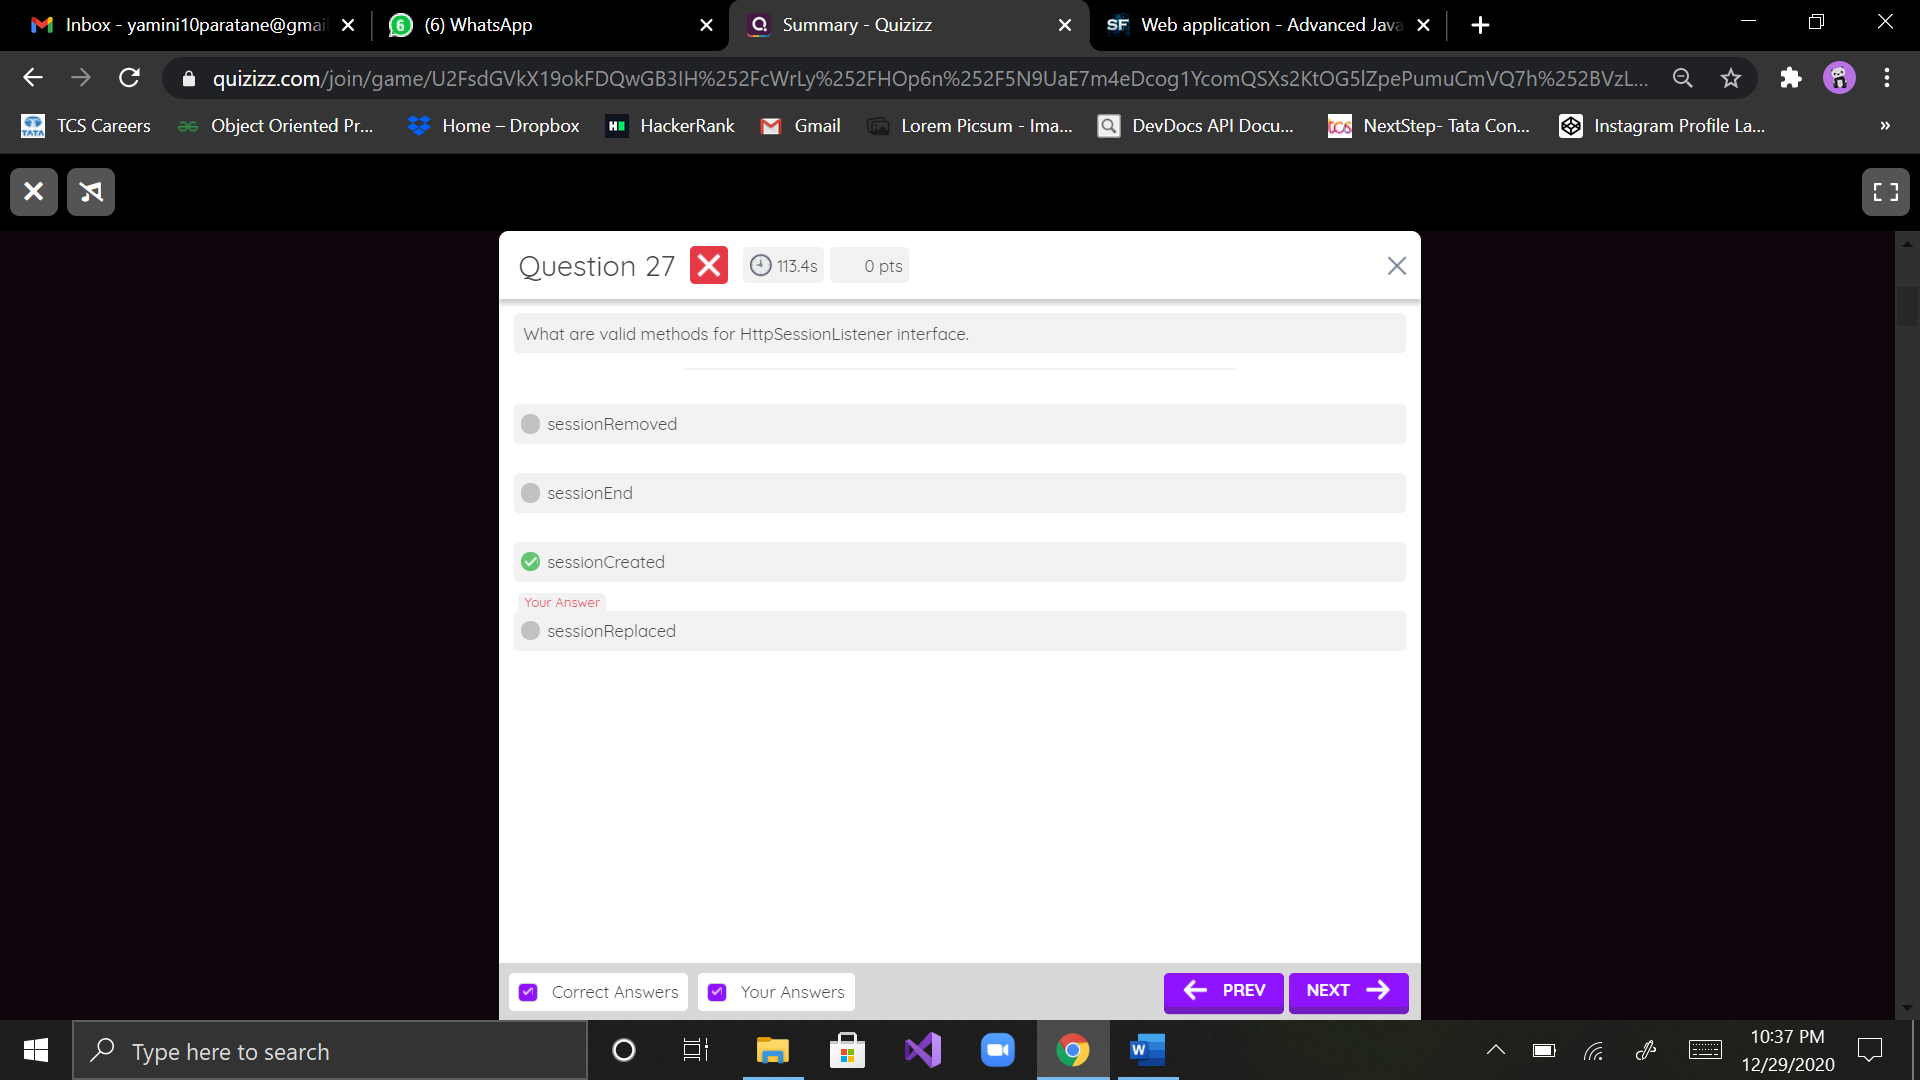 Inbox - yamini10paratane@gmai
(6) WhatsApp
Summary - Quizizz
Web application - Advanced Java
quizizz.com/join/game/U2FsdGVkX19okFDQwGB3IH%252FcWrLy%252FHOp6n%252F5N9UaE7m4eDcog1YcomQSXs2KtOG5lZpePumuCmVQ7h%252BVzL...
TCS Careers
Object Oriented Pr...
Home – Dropbox
HackerRank
Gmail
Lorem Picsum - Ima...
DevDocs API Docu...
NextStep- Tata Con...
Instagram Profile La...
»
Question 27
113.4s
0 pts
What are valid methods for HttpSessionListener interface.
sessionRemoved
sessionEnd
sessionCreated
Your Answer
sessionReplaced
Correct Answers
Your Answers
PREV
NEXT
Type here to search
10:37 PM
12/29/2020